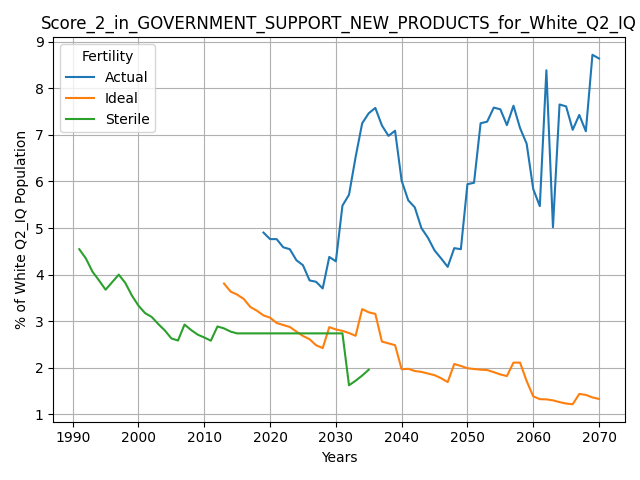 Score_2_in_GOVERNMENT_SUPPORT_NEW_PRODUCTS_for_White_Q2_IQ
Fertility
Actual
Ideal
Sterile
% of White Q2_IQ Population
9
8
7
6
5
4
3
2
1
1990 2000 2010 2020 2030 2040 2050 2060 2070
Years